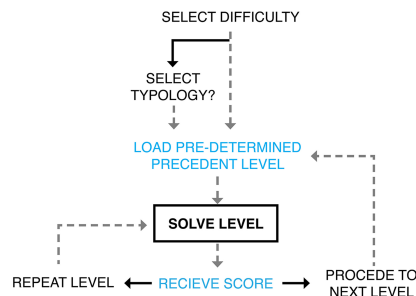 SELECT DIFFICULTY
SELECT
TYPOLOGY?
LOAD PRE-DETERMINED
PRECEDENT LEVEL
SOLVE LEVEL
REPEAT LEVEL
RECIEVE SCORE
PROCEDE TO
NEXT LEVEL